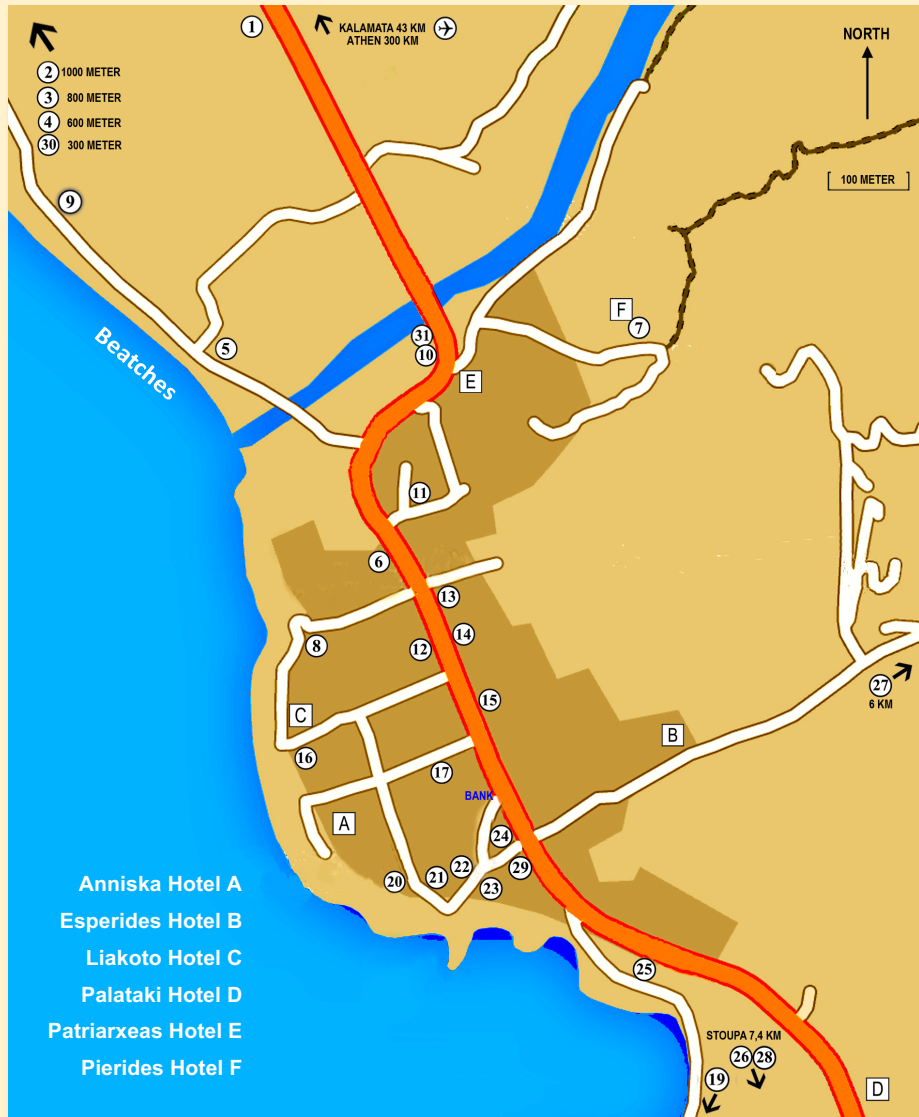 1
KALAMATA 43 KM
ATHEN 300 KM
NORTH
2 1000 METER
3 800 METER
4 600 METER
30 300 METER
100 METER
9
Beatches
5
31
10
F
7
E
11
6
13
8
14
12
27
6 KM
15
C
16
B
17
BANK
A
24
22
29
21
20
23
25
Anniska Hotel A
Esperides Hotel B
Liakoto Hotel C
Palataki Hotel D
Patriarxeas Hotel E
Pierides Hotel F
STOUPA 7,4 KM
26 28
19
D